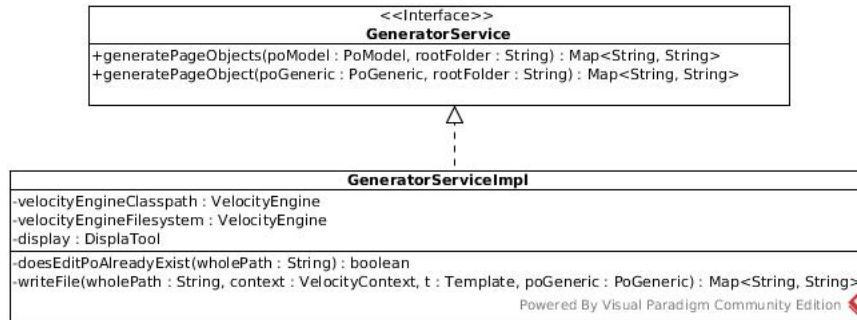 <<Interface>>
GeneratorService
+generatePageObjects(poModel : PoModel, rootFolder : String) : Map<String, String>
+generatePageObject(poGeneric : PoGeneric, rootFolder : String) : Map<String, String>
GeneratorServiceImpl
-velocityEngineClasspath : VelocityEngine
-velocityEngineFilesystem : VelocityEngine
-display : DisplaTool
-doesEditPoAlreadyExist(wholePath : String) : boolean
-writeFile(wholePath : String, context : VelocityContext, t : Template, poGeneric : PoGeneric) : Map<String, String>
Powered By Visual Paradigm Community Edition